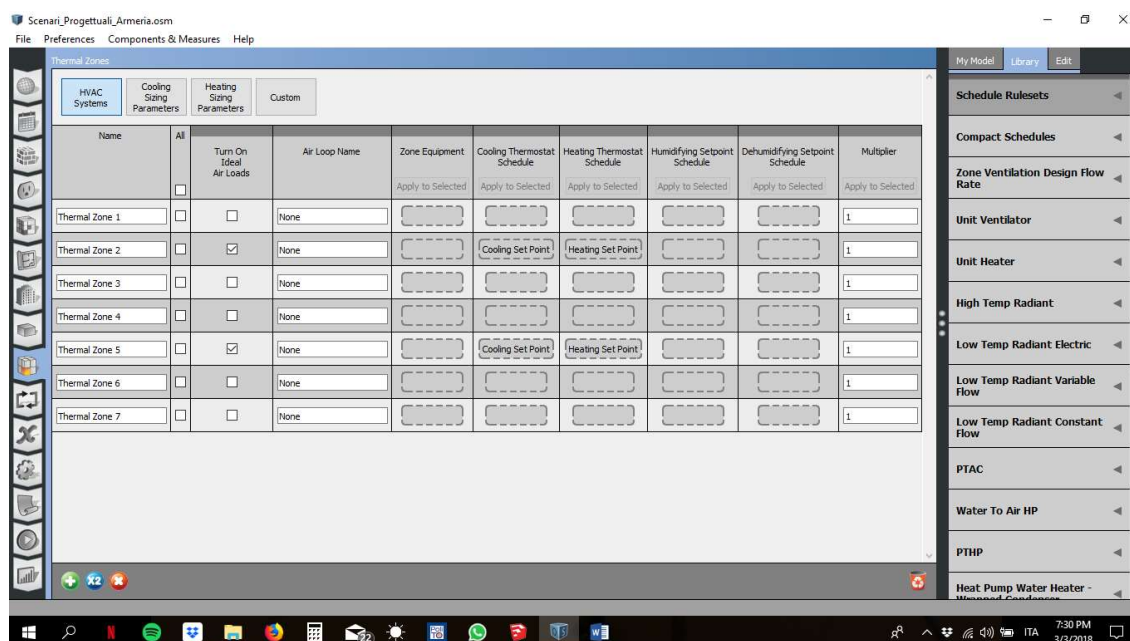 Scenari_Progettuali_Armeria.osm
File Preferences Components & Measures Help
Thermal Zones
My Model Library Edit
HVAC
Systems
Cooling
Sizing
Parameters
Heating
Sizing
Parameters
Custom
Name
All
Turn On
Ideal
Air Loads
Air Loop Name
Zone Equipment
Apply to Selected
Cooling Thermostat
Schedule
Apply to Selected
Heating Thermostat
Schedule
Apply to Selected
Humidifying Setpoint
Schedule
Apply to Selected
Dehumidifying Setpoint
Schedule
Apply to Selected
Multiplier
Apply to Selected
Thermal Zone 1 None 1
Thermal Zone 2 None Cooling Set Point Heating Set Point 1
Thermal Zone 3 None 1
Thermal Zone 4 None 1
Thermal Zone 5 None Cooling Set Point Heating Set Point 1
Thermal Zone 6 None 1
Thermal Zone 7 None 1
Schedule Rulesets
Compact Schedules
Zone Ventilation Design Flow
Rate
Unit Ventilator
Unit Heater
High Temp Radiant
Low Temp Radiant Electric
Low Temp Radiant Variable
Flow
Low Temp Radiant Constant
Flow
PTAC
Water To Air HP
PTHP
Heat Pump Water Heater -
Wrapped Condenser
X2
N
22
ITA
7:30 PM
3/3/2018